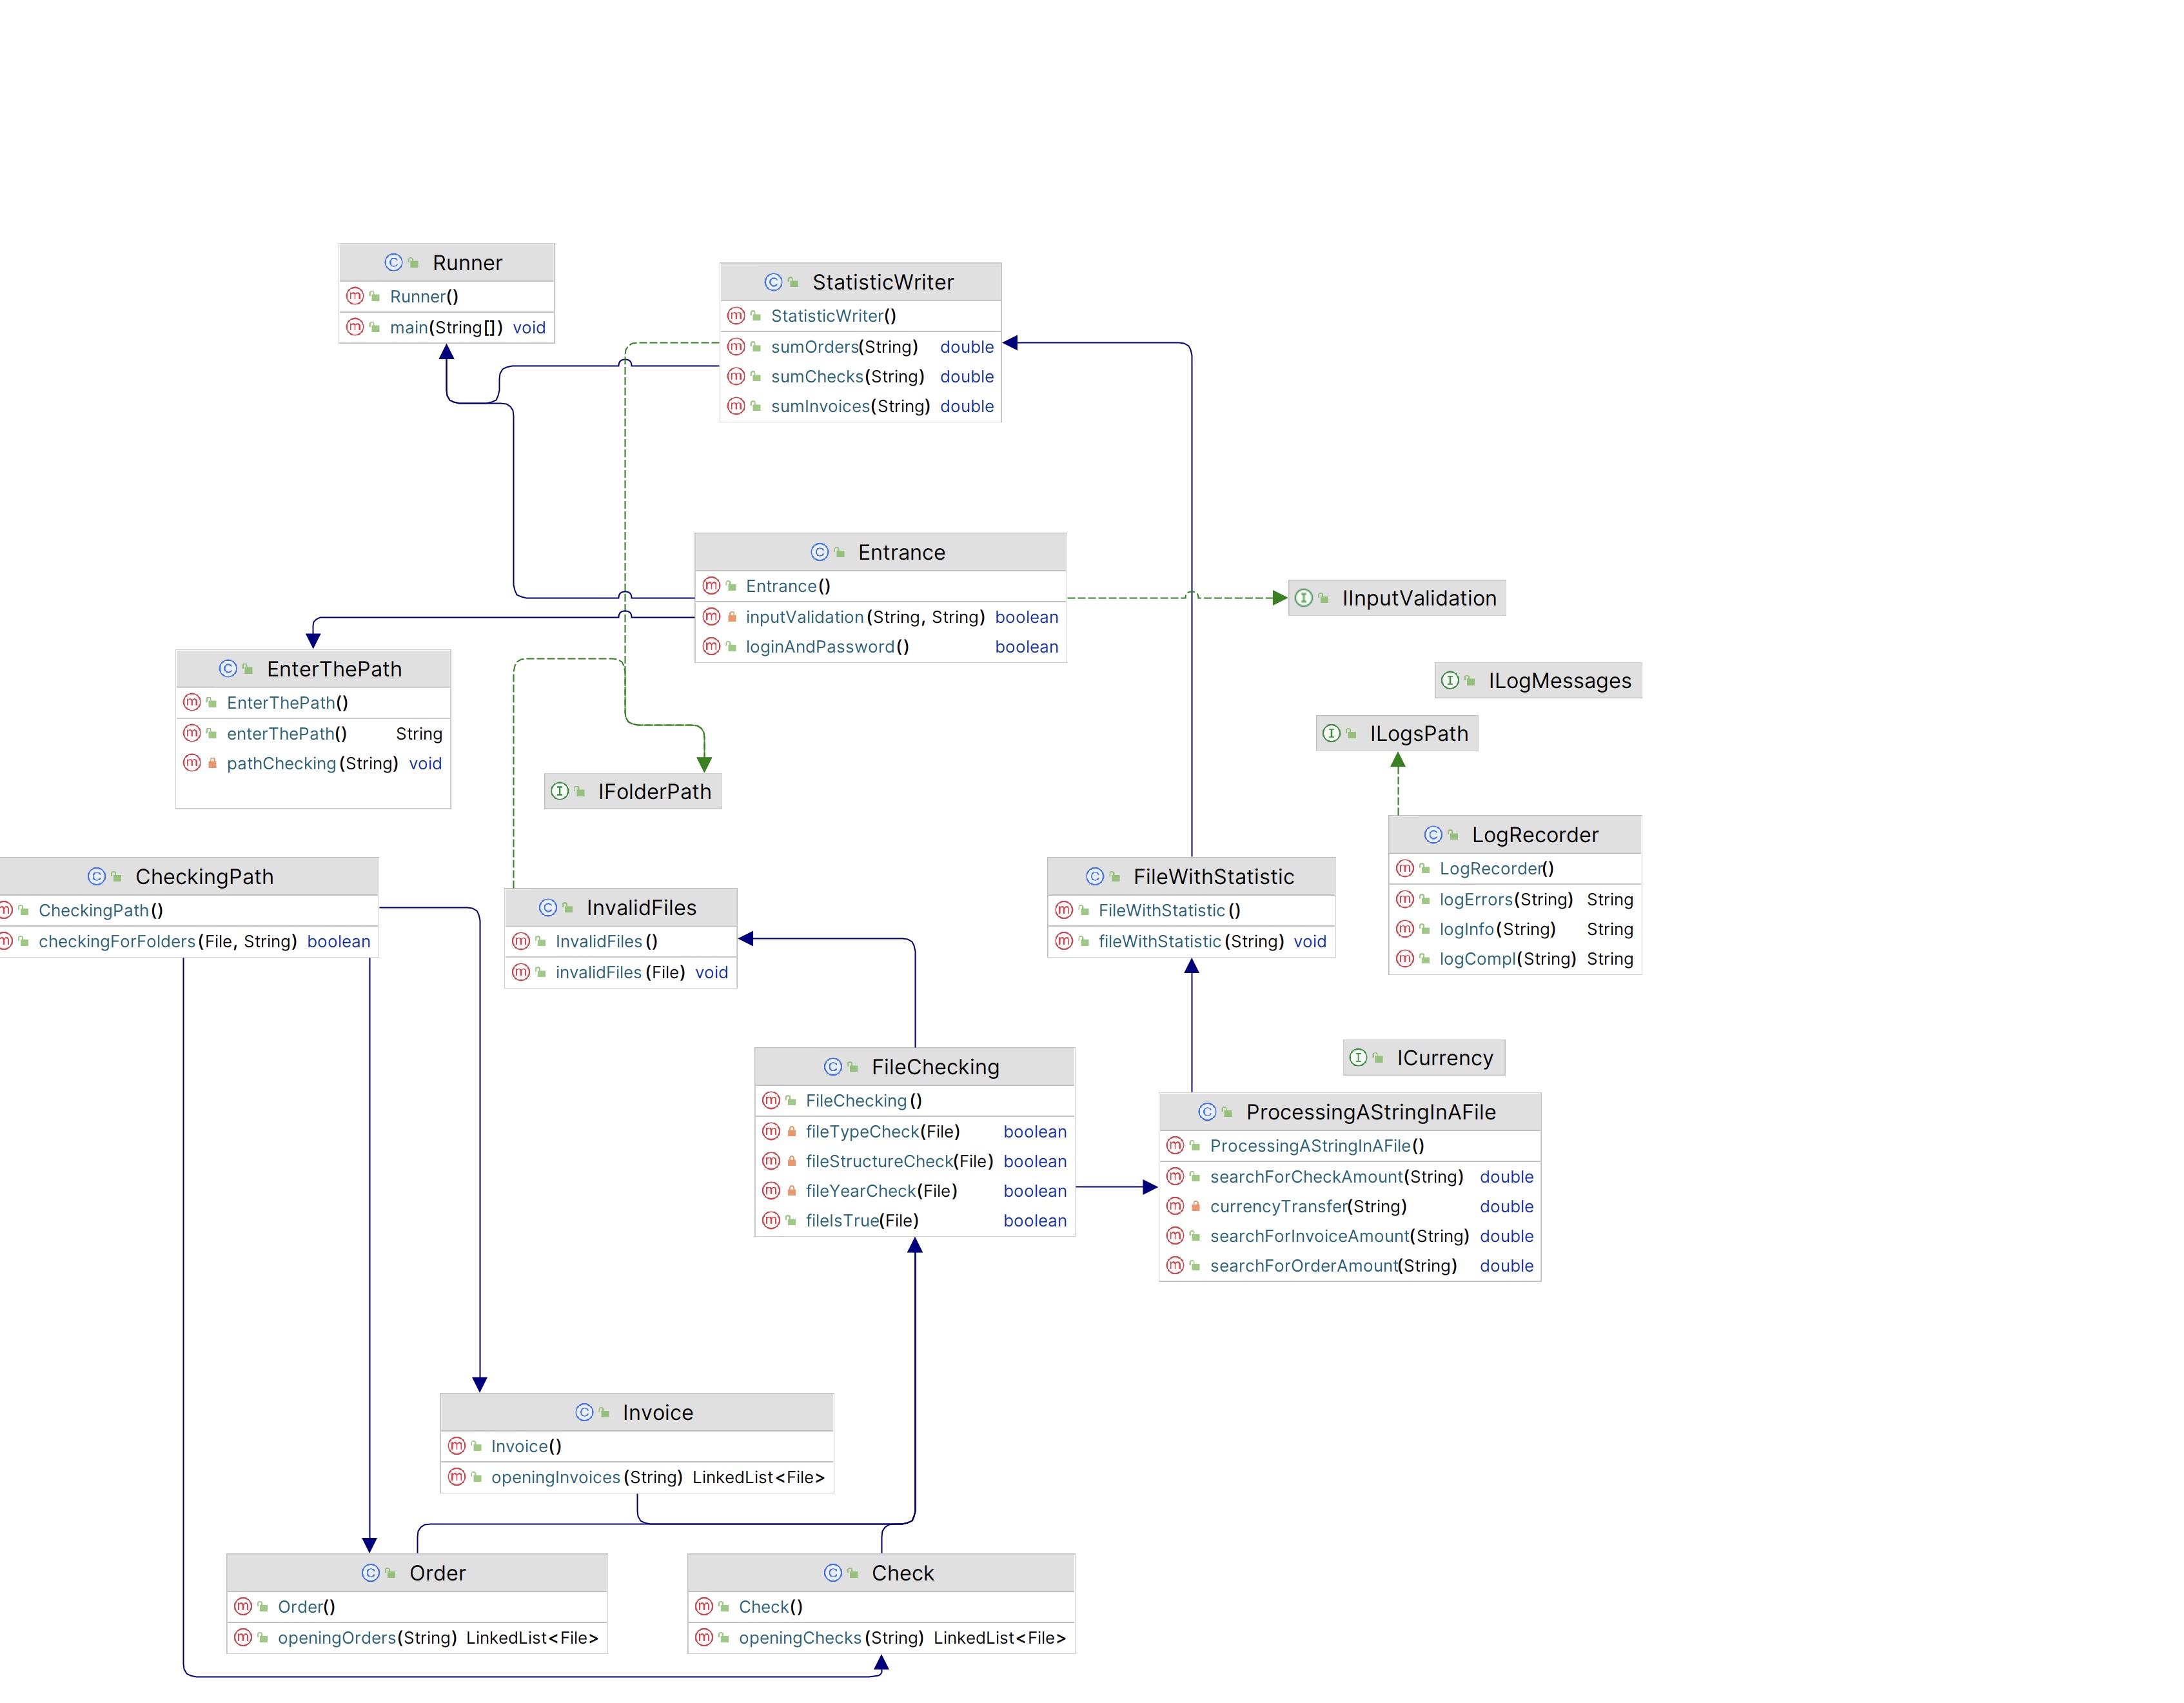 Runner
Runner()
main(String[]) void
StatisticWriter
StatisticWriter()
sumOrders(String) double
sumChecks(String) double
sumInvoices(String) double
Entrance
Entrance()
inputValidation(String, String) boolean
loginAndPassword() boolean
IInputValidation
EnterThePath
EnterThePath()
enterThePath() String
pathChecking(String) void
ILogMessages
ILogsPath
IFolderPath
LogRecorder
LogRecorder()
logErrors(String) String
logInfo(String) String
logCompl(String) String
CheckingPath
CheckingPath()
checkingForFolders(File, String) boolean
InvalidFiles
InvalidFiles()
invalidFiles(File) void
FileWithStatistic
FileWithStatistic()
fileWithStatistic(String) void
FileChecking
FileChecking()
fileTypeCheck(File) boolean
fileStructureCheck(File) boolean
fileYearCheck(File) boolean
fileIsTrue(File) boolean
ICurrency
ProcessingAStringInAFile
ProcessingAStringInAFile()
searchForCheckAmount(String) double
currencyTransfer(String) double
searchForInvoiceAmount(String) double
searchForOrderAmount(String) double
Invoice
Invoice()
openingInvoices(String) LinkedList<File>
Order
Order()
openingOrders(String) LinkedList<File>
Check
Check()
openingChecks(String) LinkedList<File>